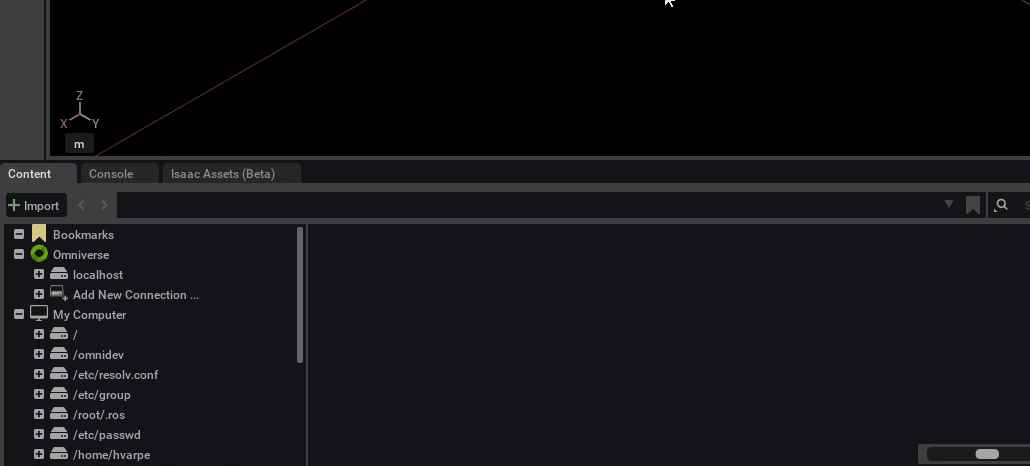 Z
X Y
m
Content Console Isaac Assets (Beta)
Import
Bookmarks
Omniverse
localhost
Add New Connection ...
My Computer
/
/omnidev
/etc/resolv.conf
/etc/group
/root/.ros
/etc/passwd
/home/hvarpe